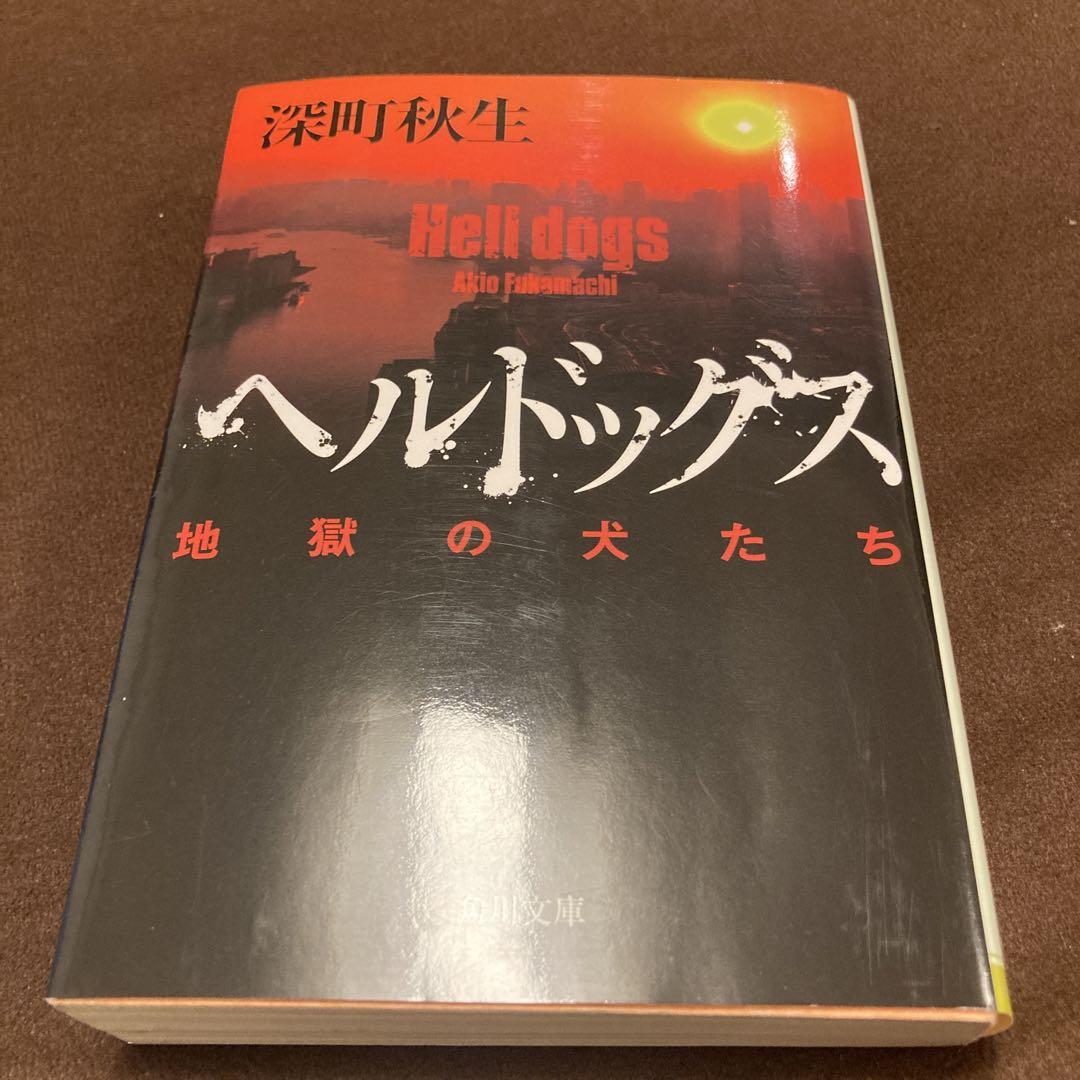 深町秋生
Hell dogs
Akio Fukamachi
ヘルドッグス
地獄の犬たち
角川文庫